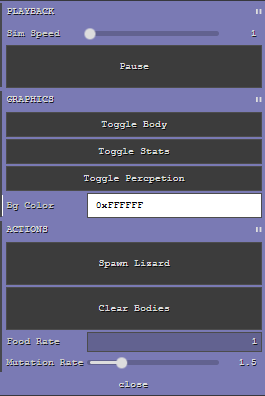 PLAYBACK
Sim Speed 1
Pause
GRAPHICS
Toggle Body
Toggle Stats
Toggle Percpetion
Bg Color 0xFFFFFF
ACTIONS
Spawn Lizard
Clear Bodies
Food Rate 1
Mutation Rate 1.5
close